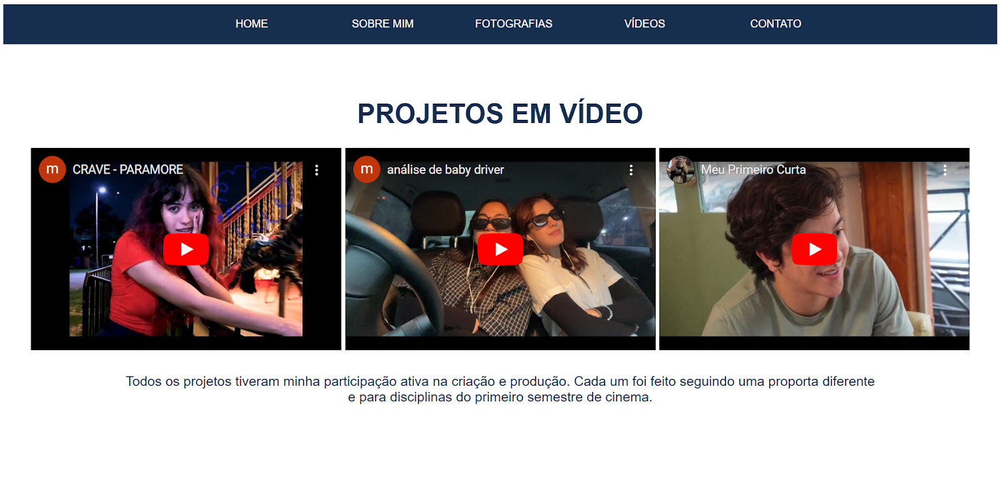 HOME SOBRE MIM FOTOGRAFIAS VÍDEOS CONTATO
PROJETOS EM VÍDEO
m CRAVE - PARAMORE
m análise de baby driver
Meu Primeiro Curta
Todos os projetos tiveram minha participação ativa na criação e produção. Cada um foi feito seguindo uma proporta diferente
e para disciplinas do primeiro semestre de cinema.